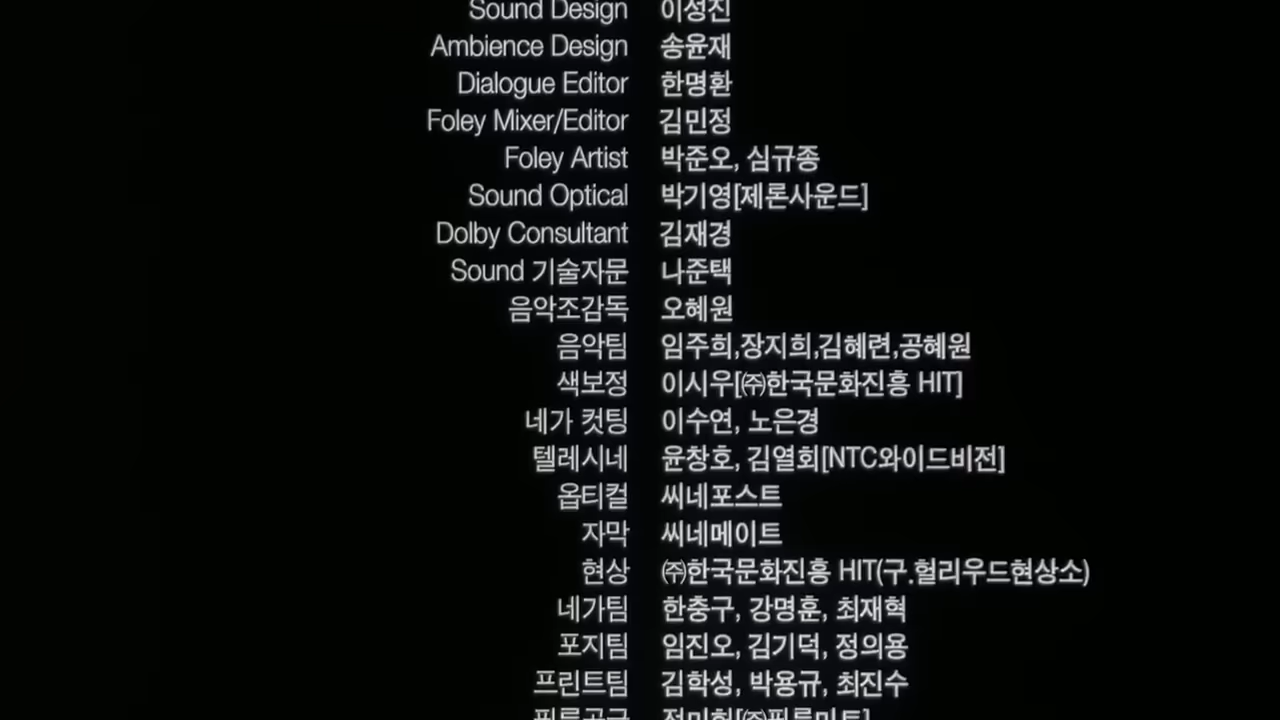 Sound Design 이성진
Ambience Design 송윤재
Dialogue Editor 한명환
Foley Mixer/Editor 김민정
Foley Artist 박준오, 심규종
Sound Optical 박기영[제론사운드]
Dolby Consultant 김재경
Sound 기술자문 나준택
음악조감독 오혜원
음악팀 임주희,장지희,김혜련,공혜원
색보정 이시우[㈜한국문화진흥 HIT]
네가 컷팅 이수연, 노은경
텔레시네 윤창호, 김열회[NTC와이드비전]
옵티컬 씨네포스트
자막 씨네메이트
현상 ㈜한국문화진흥 HIT(구.헐리우드현상소)
네가팀 한충구, 강명훈, 최재혁
포지팀 임진오, 김기덕, 정의용
프린트팀 김학성, 박용규, 최진수